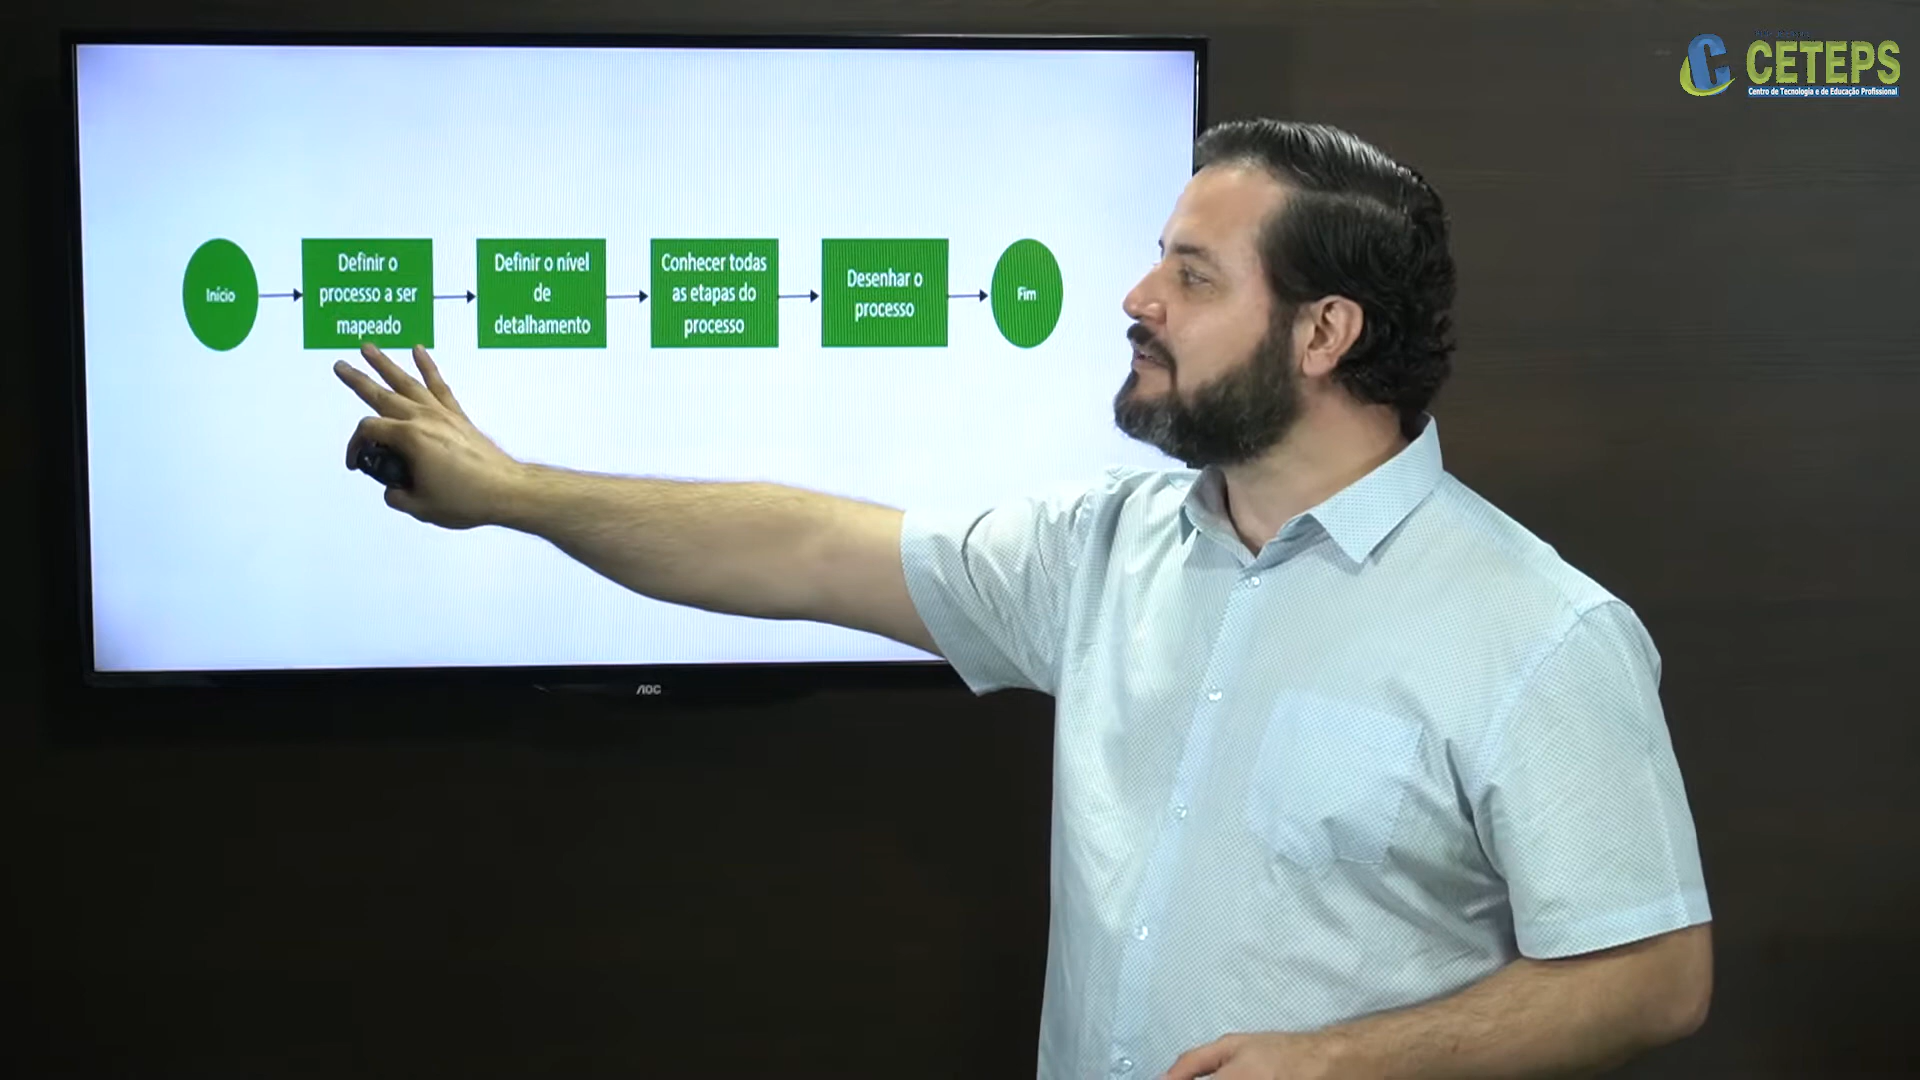 CETEPS
Centro de Tecnologia e de Educação Profissional
Início
Definir o
processo a ser
mapeado
Definir o nível
de
detalhamento
Conhecer todas
as etapas do
processo
Desenhar o
processo
Fim
AOC